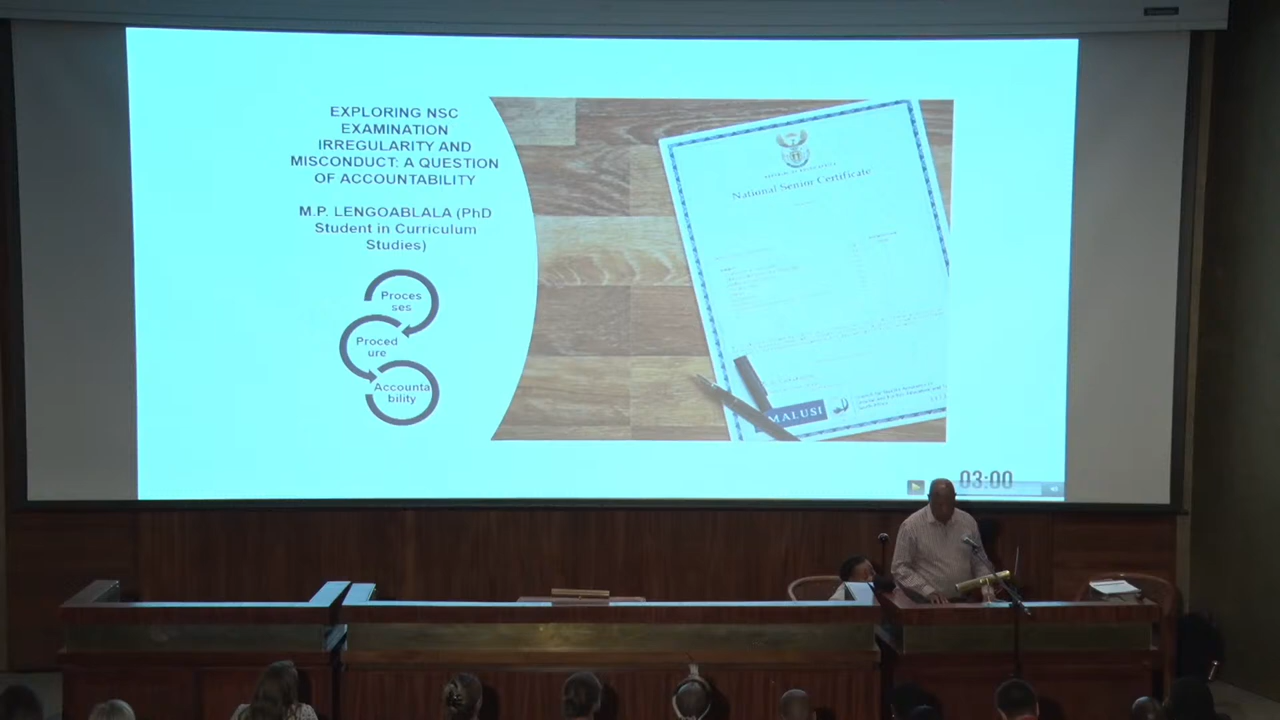 EXPLORING NSC
EXAMINATION
IRREGULARITY AND
MISCONDUCT: A QUESTION
OF ACCOUNTABILITY
M.P. LENGOABLALA (PhD
Student in Curriculum
Studies)
Proces
ses
Proced
ure
Accounta
bility
National Senior Certificate
MALUSI
03:00